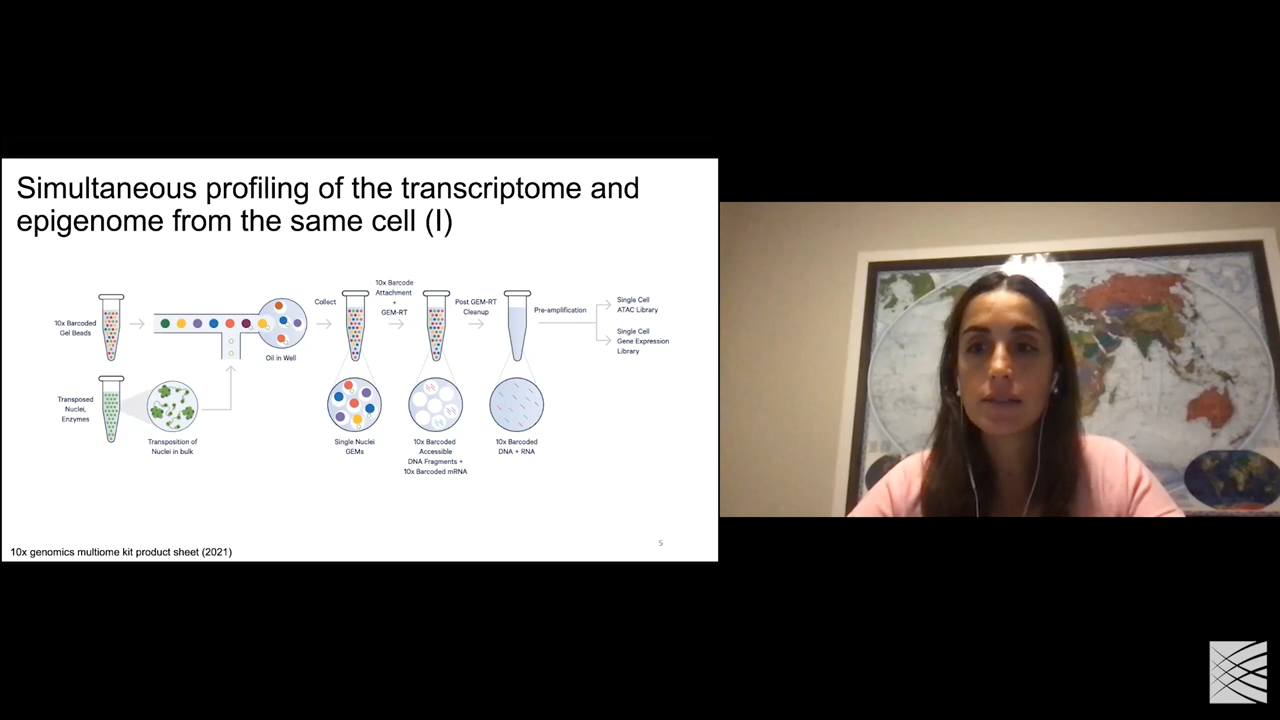 Simultaneous profiling of the transcriptome and
epigenome from the same cell (I)
10x Barcoded
Gel Beads
Transposed
Nuclei,
Enzymes
Transposition of
Nuclei in bulk
Oil in Well
Collect
Single Nuclei
GEMs
10x Barcode
Attachment
+
GEM-RT
10x Barcoded
Accessible
DNA Fragments +
10x Barcoded mRNA
Post GEM-RT
Cleanup
10x Barcoded
DNA + RNA
Pre-amplification
Single Cell
ATAC Library
Single Cell
Gene Expression
Library
5
10x genomics multiome kit product sheet (2021)